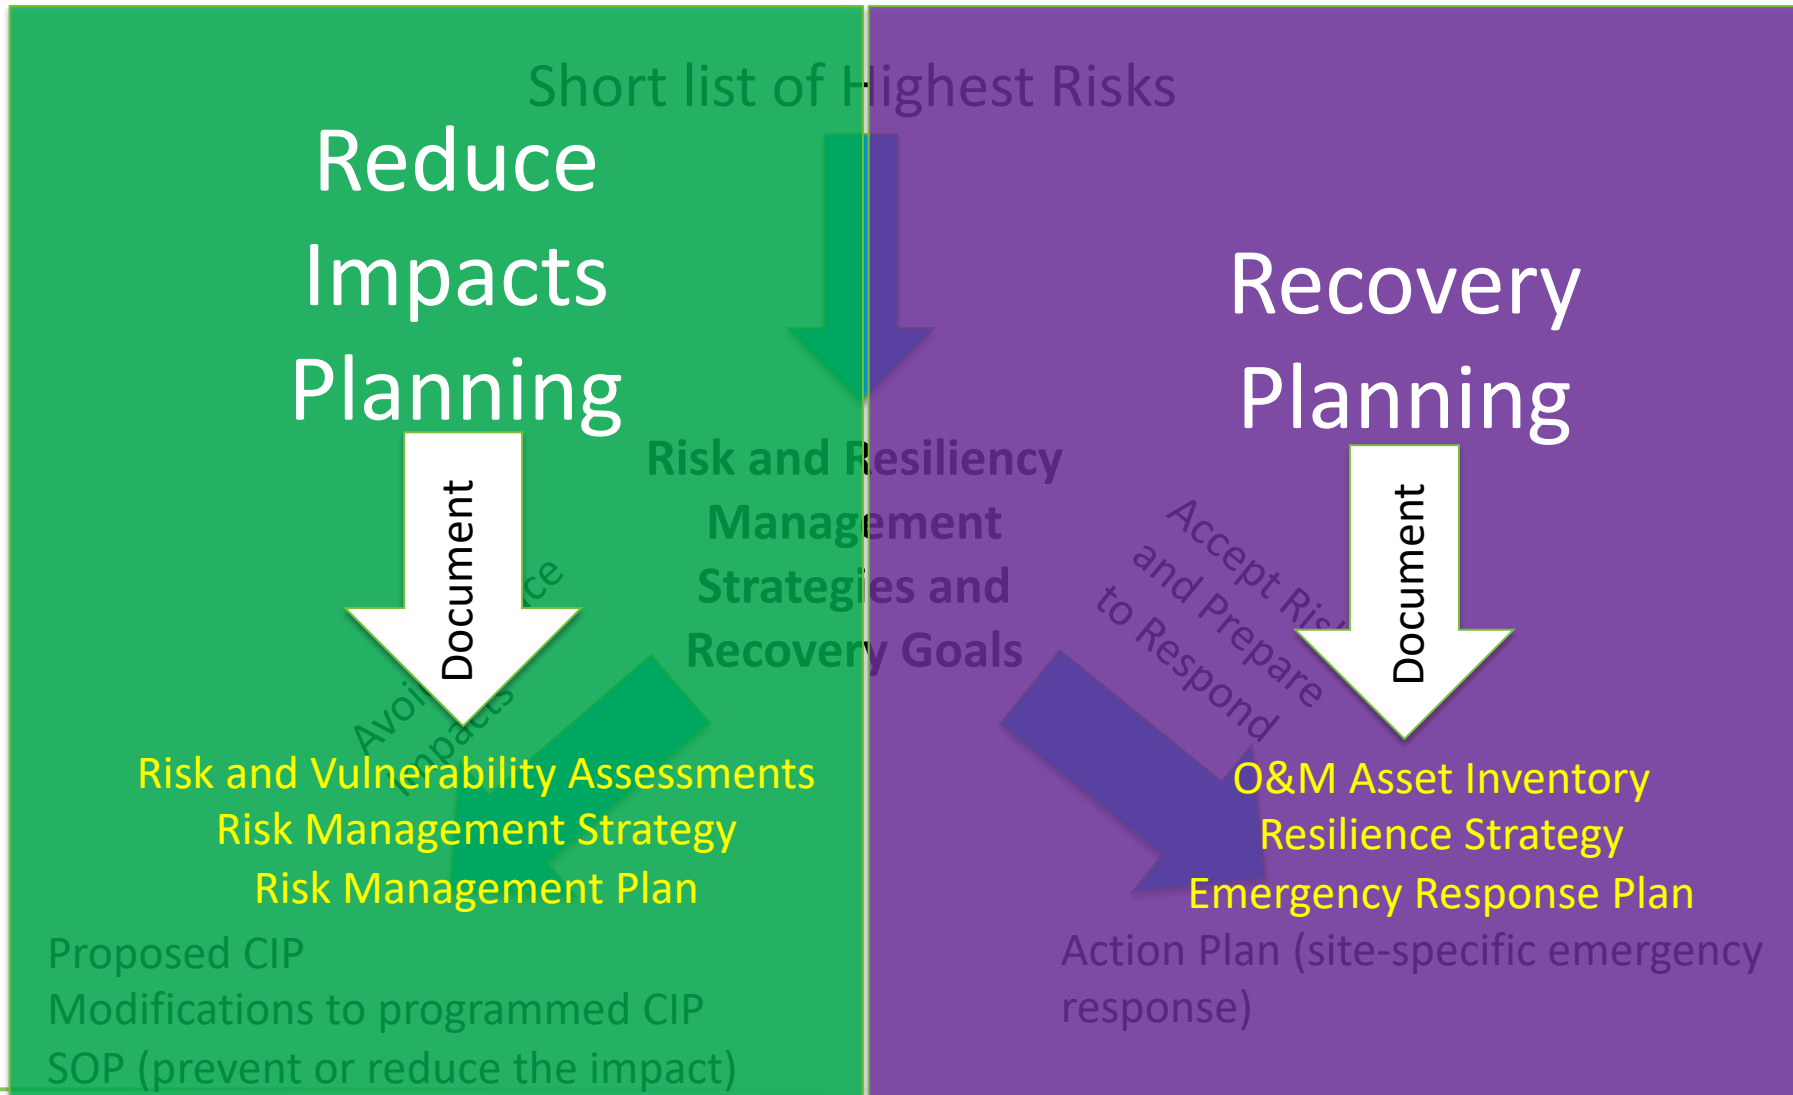 Short list of Highest Risks
Reduce
Impacts
Planning
Document
Risk and Vulnerability Assessments
Risk Management Strategy
Risk Management Plan
Proposed CIP
Modifications to programmed CIP
SOP (prevent or reduce the impact)
Risk and Resiliency
Management
Strategies and
Recovery Goals
impacts
Recovery
Planning
Document
Accept Risk
and Prepare
to Respond
O&M Asset Inventory
Resilience Strategy
Emergency Response Plan
Action Plan (site-specific emergency
response)